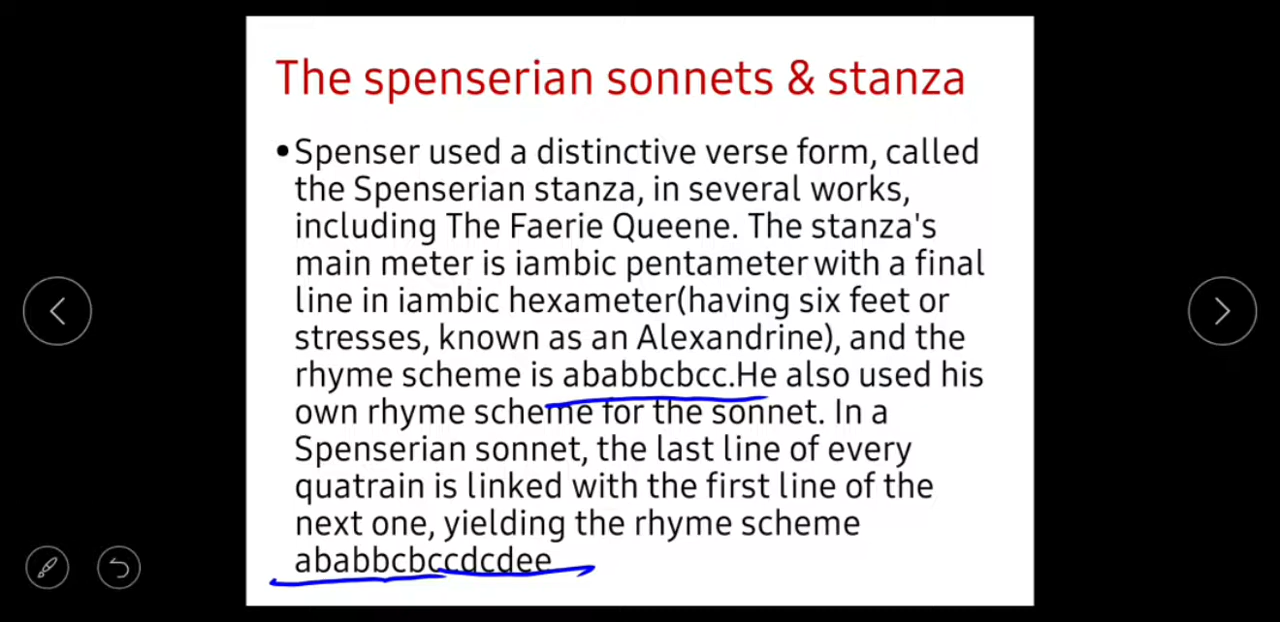 The spenserian sonnets & stanza
•Spenser used a distinctive verse form, called
the Spenserian stanza, in several works,
including The Faerie Queene. The stanza's
main meter is iambic pentameter with a final
line in iambic hexameter(having six feet or
stresses, known as an Alexandrine), and the
rhyme scheme is ababbcbcc.He also used his
own rhyme scheme for the sonnet. In a
Spenserian sonnet, the last line of every
quatrain is linked with the first line of the
next one, yielding the rhyme scheme
ababbcbccdcdee